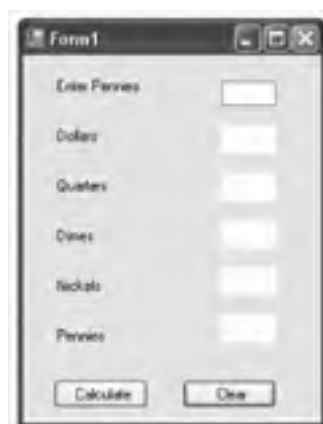 Form1
Enter Pennies
Dollars
Quarters
Dimes
Nickels
Pennies
Calculate Clear